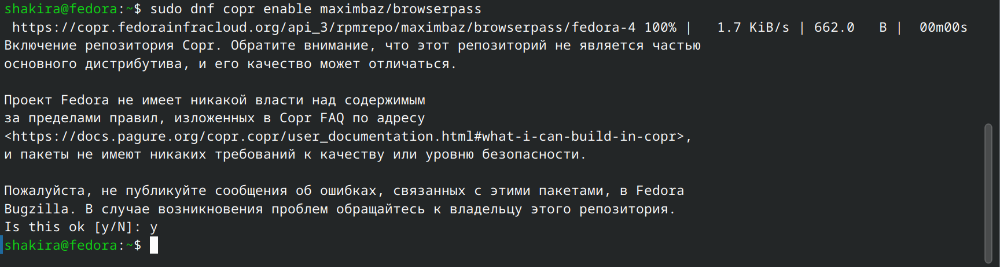 shakira@fedora:~$ sudo dnf copr enable maximbaz/browserpass
https://copr.fedorainfracloud.org/api_3/rpmrepo/maximbaz/browserpass/fedora-4 100% |   1.7 KiB/s | 662.0   B |  00m00s
Включение репозитория Copr. Обратите внимание, что этот репозиторий не является частью
основного дистрибутива, и его качество может отличаться.
Проект Fedora не имеет никакой власти над содержимым
за пределами правил, изложенных в Copr FAQ по адресу
<https://docs.pagure.org/copr.copr/user_documentation.html#what-i-can-build-in-copr>,
и пакеты не имеют никаких требований к качеству или уровню безопасности.
Пожалуйста, не публикуйте сообщения об ошибках, связанных с этими пакетами, в Fedora
Bugzilla. В случае возникновения проблем обращайтесь к владельцу этого репозитория.
Is this ok [y/N]: y
shakira@fedora:~$